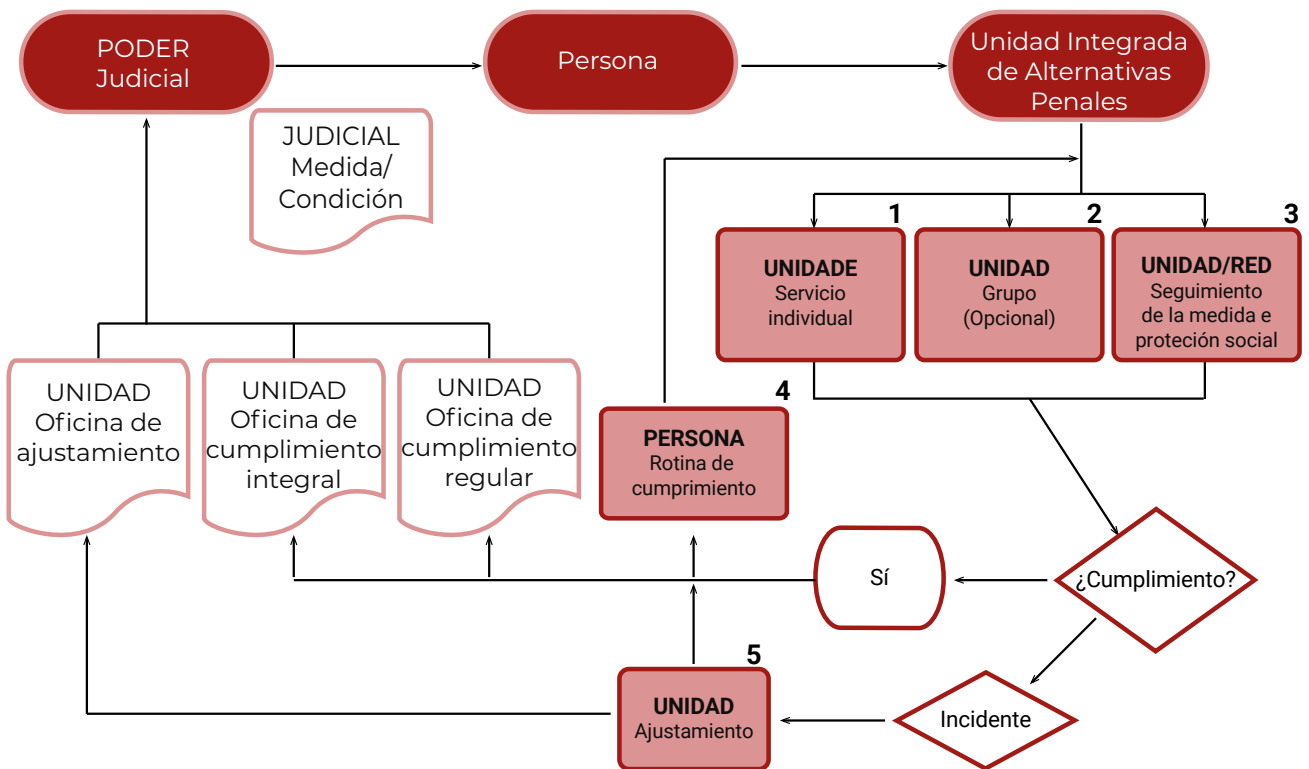 PODER
Judicial
Persona
Unidad Integrada
de Alternativas
Penales
JUDICIAL
Medida/
Condición
1
UNIDADE
Servicio
individual
2
UNIDAD
Grupo
(Opcional)
3
UNIDAD/RED
Seguimiento
de la medida e
proteción social
UNIDAD
Oficina de
ajustamiento
UNIDAD
Oficina de
cumplimiento
integral
UNIDAD
Oficina de
cumplimiento
regular
4
PERSONA
Rotina de
cumprimiento
Sí
¿Cumplimiento?
5
UNIDAD
Ajustamiento
Incidente